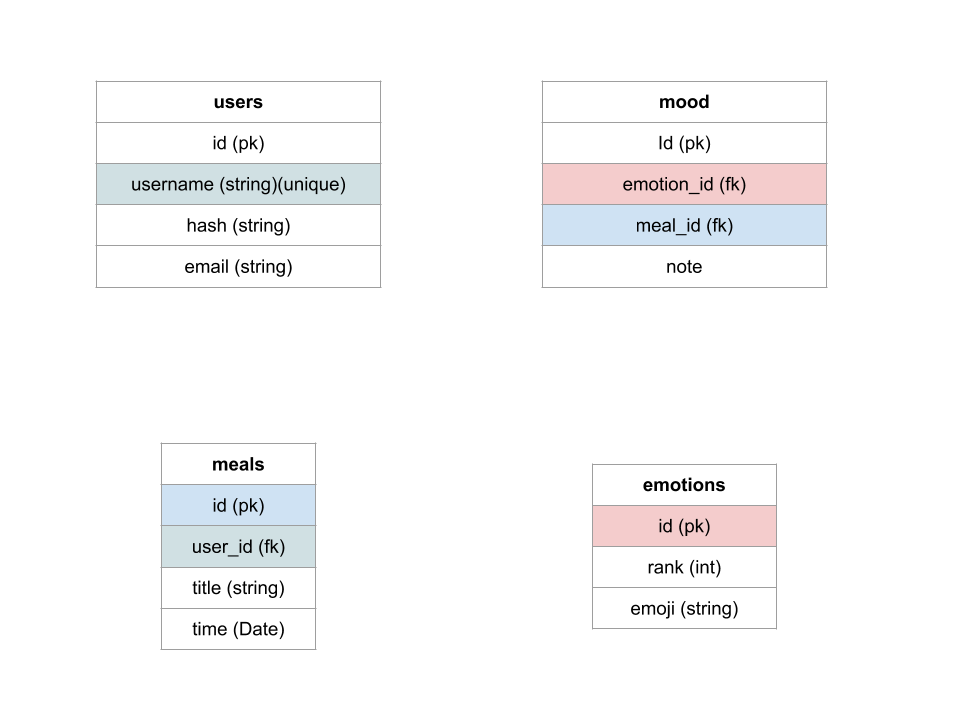 users
id (pk)
username (string)(unique)
hash (string)
email (string)
mood
Id (pk)
emotion_id (fk)
meal_id (fk)
note
meals
id (pk)
user_id (fk)
title (string)
time (Date)
emotions
id (pk)
rank (int)
emoji (string)